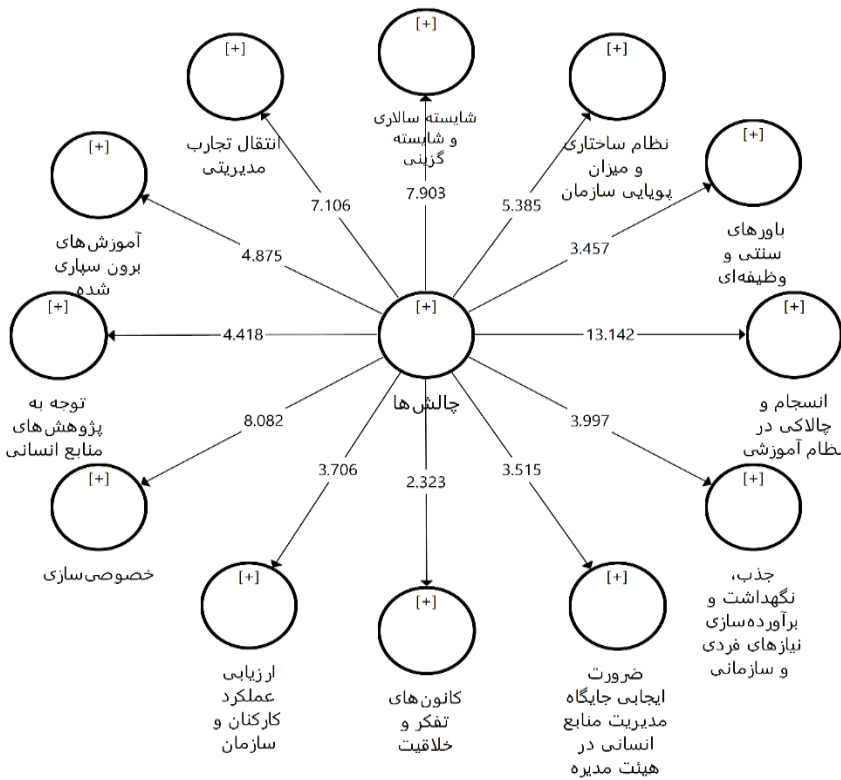 [+]
شایسته سالاری
و شایسته
گزینی
7.903
[+]
نظام ساختاری
و میزان
پویایی سازمان
5.385
[+]
باورهای
سنتی و
وظیفه‌ای
3.457
[+]
انسجام و
چالاکی در
نظام آموزشی
13.142
[+]
جذب،
نگهداشت و
برآورده‌سازی
نیازهای فردی
و سازمانی
3.997
[+]
ضرورت
ایجابی جایگاه
مدیریت منابع
انسانی در
هیئت مدیره
3.515
[+]
کانون‌های
تفکر و
خلاقیت
2.323
[+]
ارزیابی
عملکرد
کارکنان و
سازمان
3.706
[+]
خصوصی‌سازی
8.082
[+]
توجه به
پژوهش‌های
منابع انسانی
4.418
[+]
آموزش‌های
برون سپاری
شده
4.875
[+]
انتقال تجارب
مدیریتی
7.106
[+]
چالش‌ها